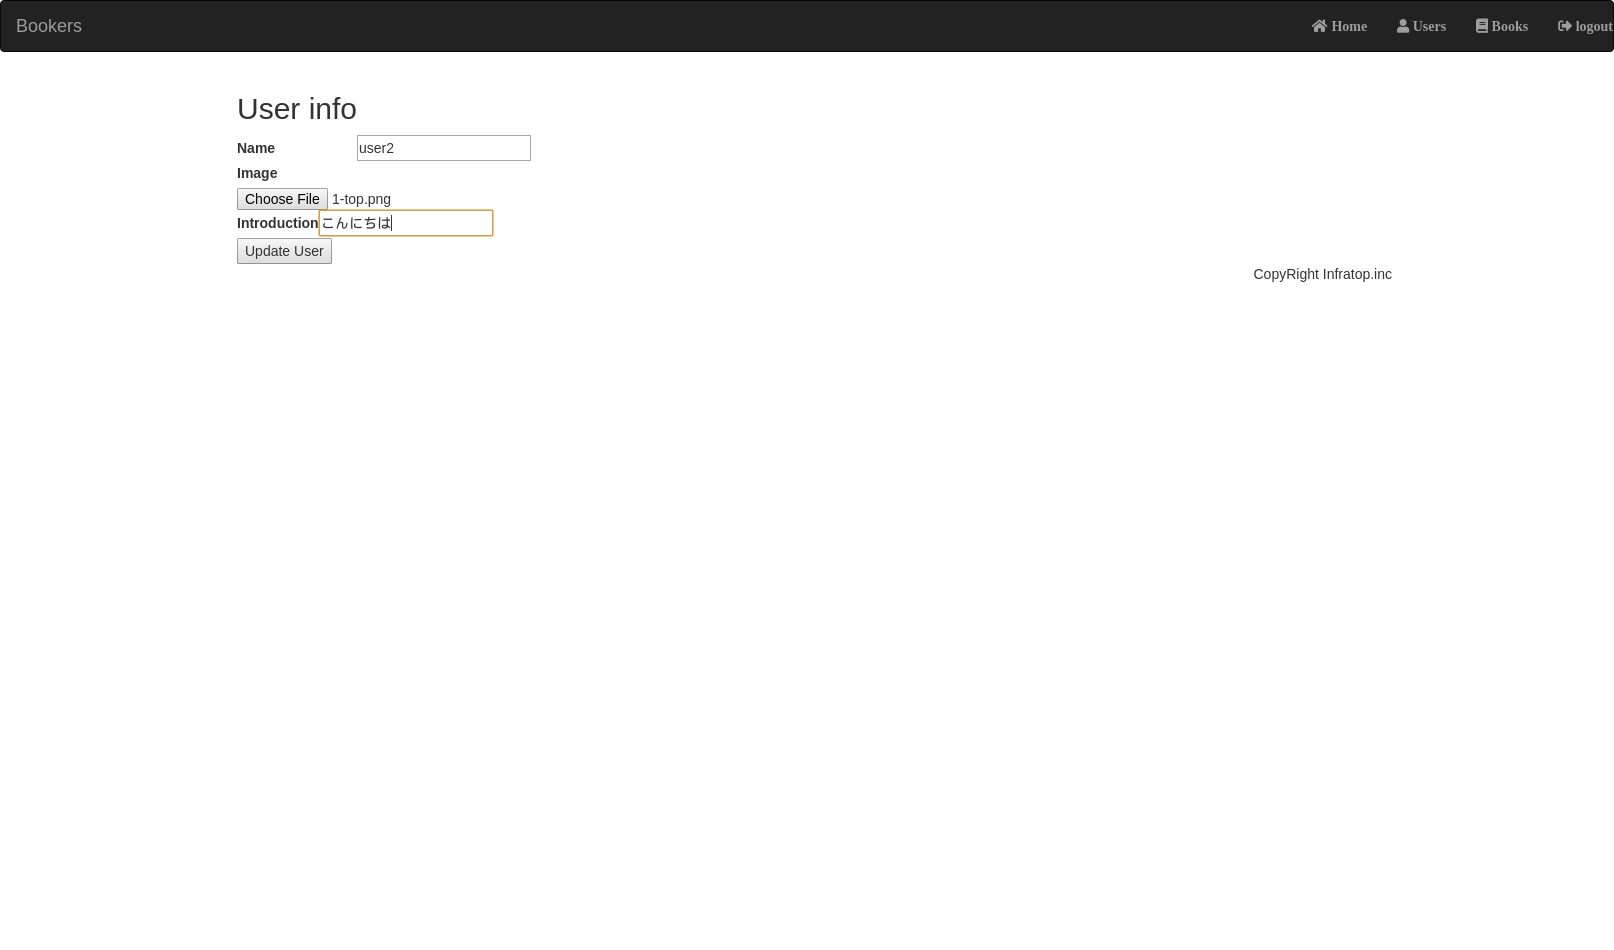 Bookers Home Users Books logout
User info
Name user2
Image
Choose File 1-top.png
Introduction こんにちは
Update User
CopyRight Infratop.inc